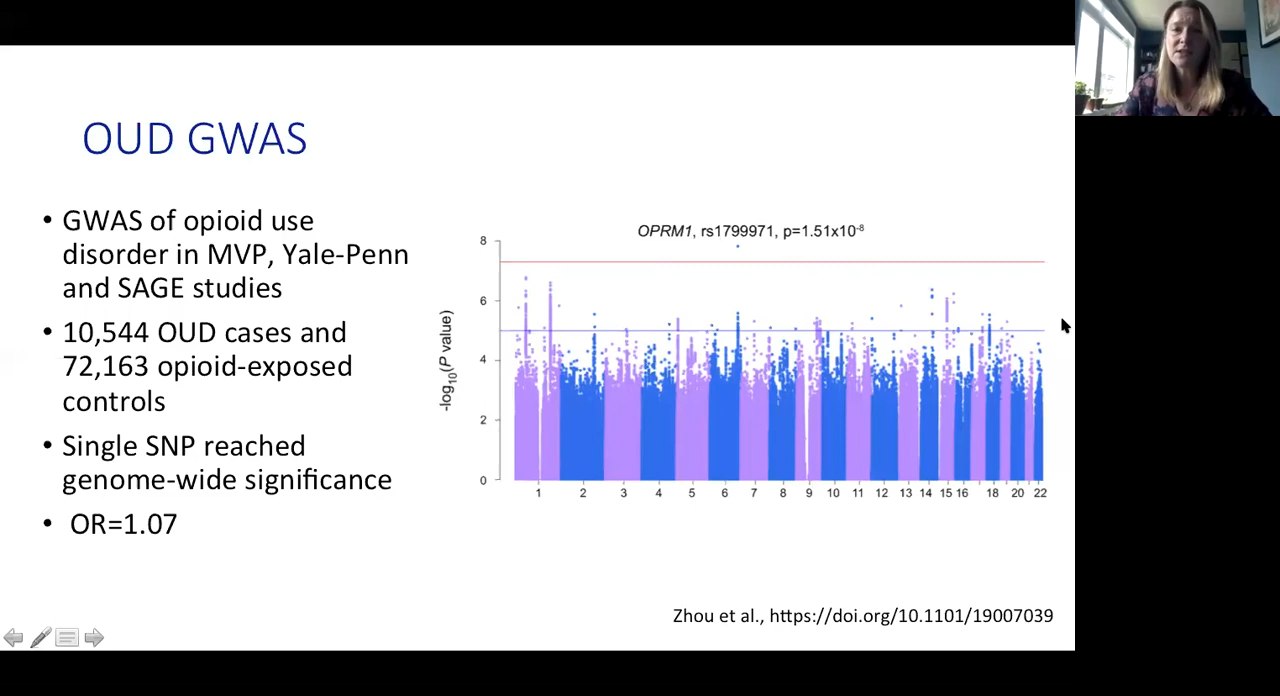 OUD GWAS
• GWAS of opioid use
disorder in MVP, Yale-Penn
and SAGE studies
• 10,544 OUD cases and
72,163 opioid-exposed
controls
• Single SNP reached
genome-wide significance
• OR=1.07
OPRM1, rs1799971, p=1.51x10⁻⁸
-log₁₀(P value)
8
6
4
2
0
1 2 3 4 5 6 7 8 9 10 11 12 13 14 15 16 18 20 22
Zhou et al., https://doi.org/10.1101/19007039